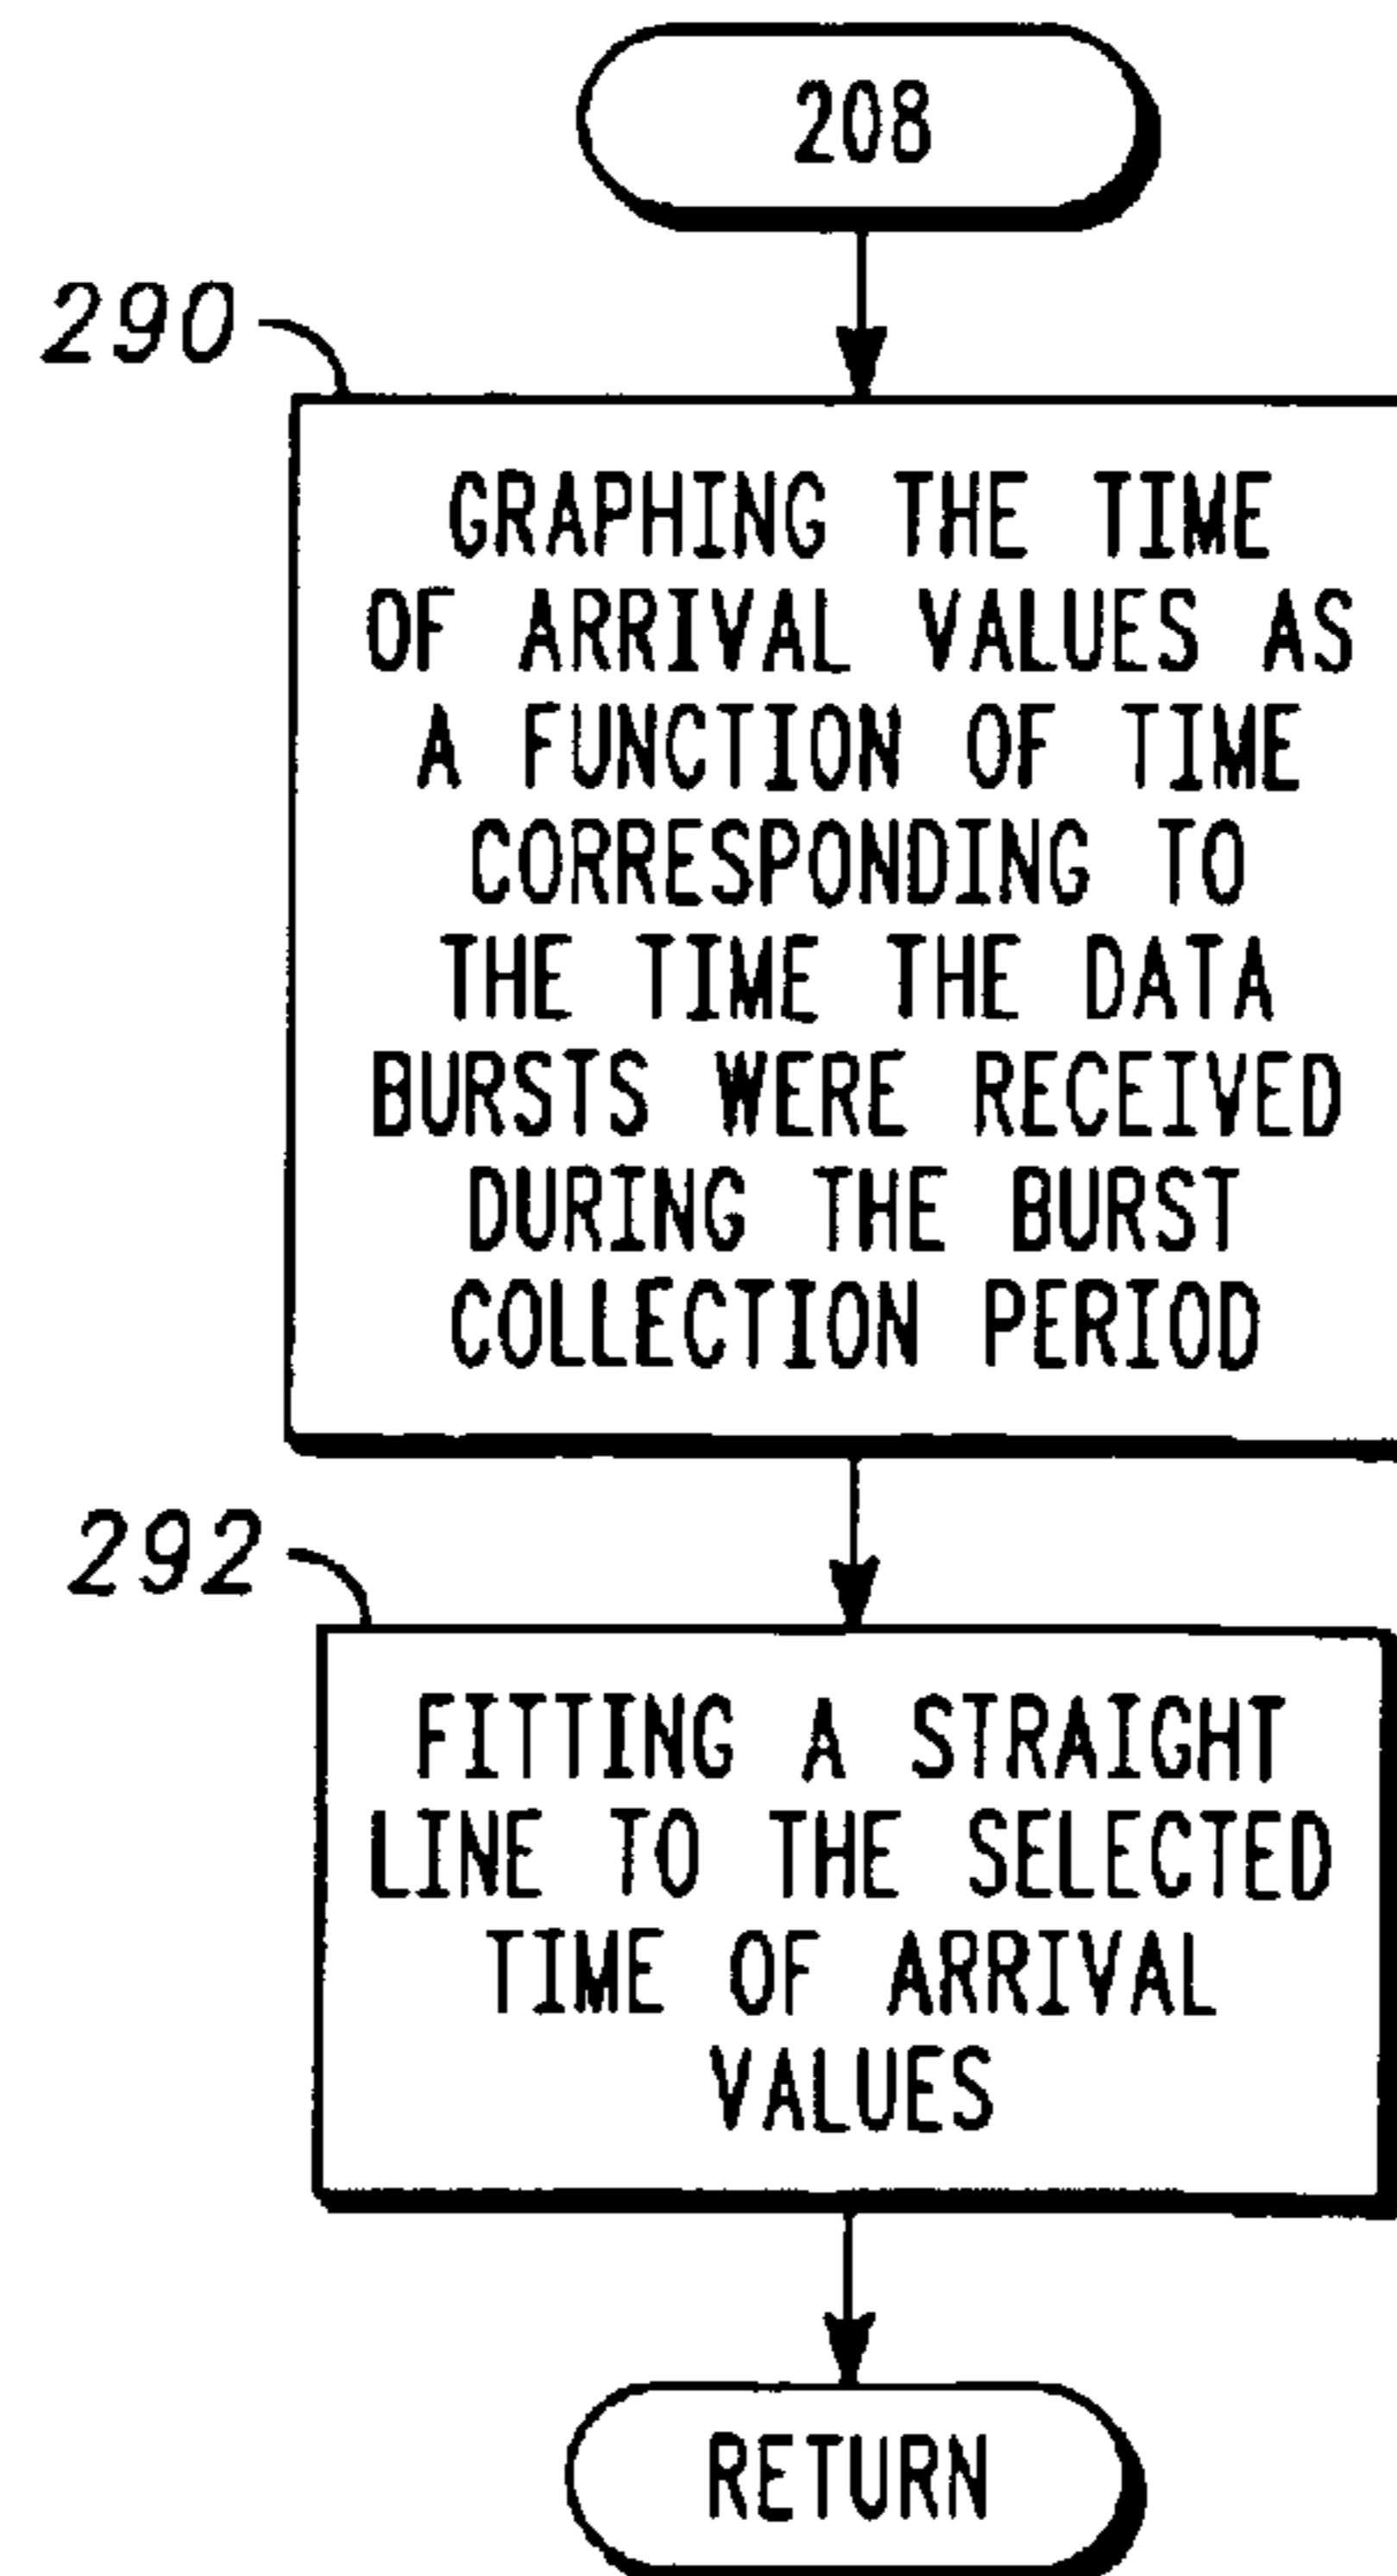 208
290
GRAPHING THE TIME
OF ARRIVAL VALUES AS
A FUNCTION OF TIME
CORRESPONDING TO
THE TIME THE DATA
BURSTS WERE RECEIVED
DURING THE BURST
COLLECTION PERIOD
292
FITTING A STRAIGHT
LINE TO THE SELECTED
TIME OF ARRIVAL
VALUES
RETURN